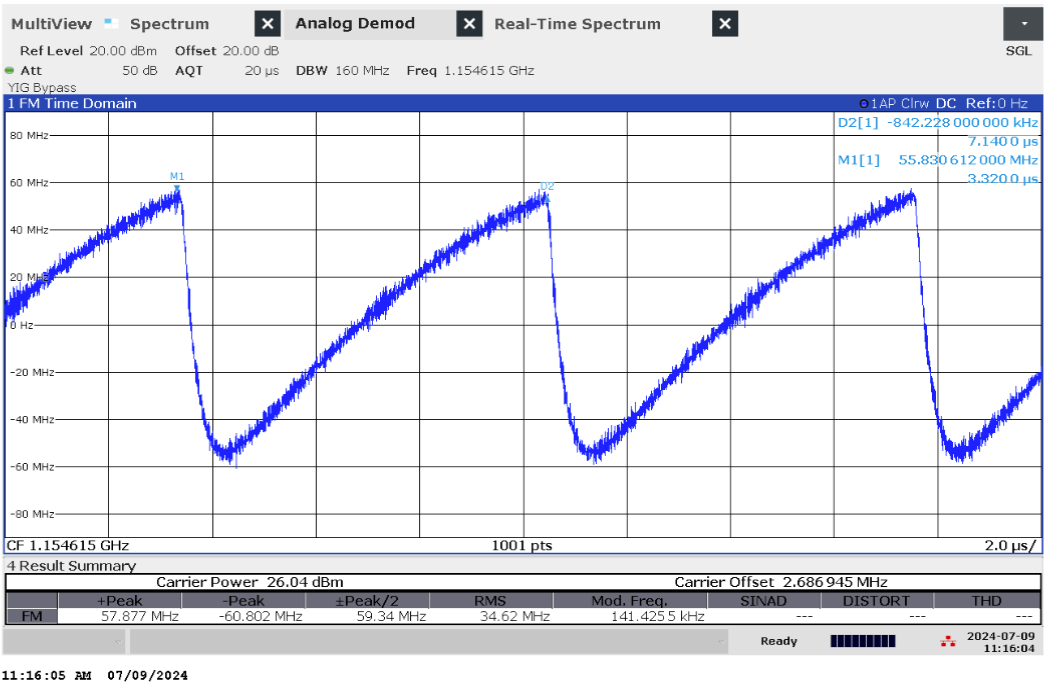 MultiView Spectrum X Analog Demod X Real-Time Spectrum X
Ref Level 20.00 dBm Offset 20.00 dB SGL
Att 50 dB AQT 20 µs DBW 160 MHz Freq 1.154615 GHz
YIG Bypass
1 FM Time Domain 1AP Clrw DC Ref:0 Hz
D2[1] -842.228 000 000 kHz
80 MHz
7.140 0 µs
M1[1] 55.830 612 000 MHz
M1
3.320 0 µs
60 MHz
D2
40 MHz
20 MHz
0 Hz
-20 MHz
-40 MHz
-60 MHz
-80 MHz
CF 1.154615 GHz 1001 pts 2.0 µs/
4 Result Summary
Carrier Power 26.04 dBm Carrier Offset 2.686 945 MHz
+Peak -Peak ±Peak/2 RMS Mod. Freq. SINAD DISTORT THD
FM 57.877 MHz -60.802 MHz 59.34 MHz 34.62 MHz 141.425 5 kHz --- --- ---
Ready 2024-07-09
11:16:04
11:16:05 AM 07/09/2024